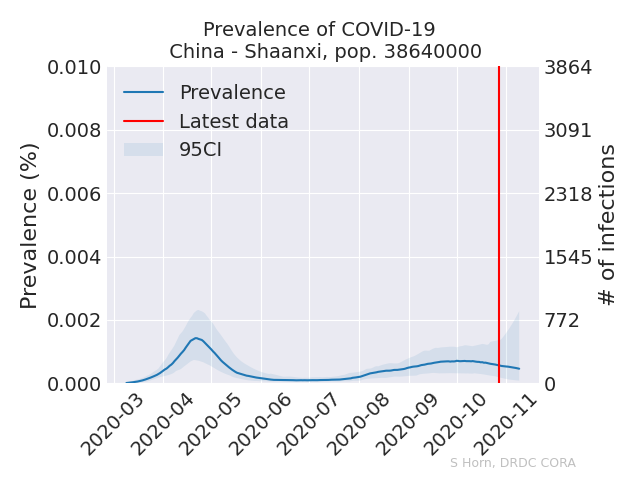 Prevalence of COVID-19
China - Shaanxi, pop. 38640000
Prevalence
Latest data
95CI
Prevalence (%)
0.010
0.008
0.006
0.004
0.002
0.000
3864
3091
2318
1545
772
0
# of infections
2020-03
2020-04
2020-05
2020-06
2020-07
2020-08
2020-09
2020-10
2020-11
S Horn, DRDC CORA